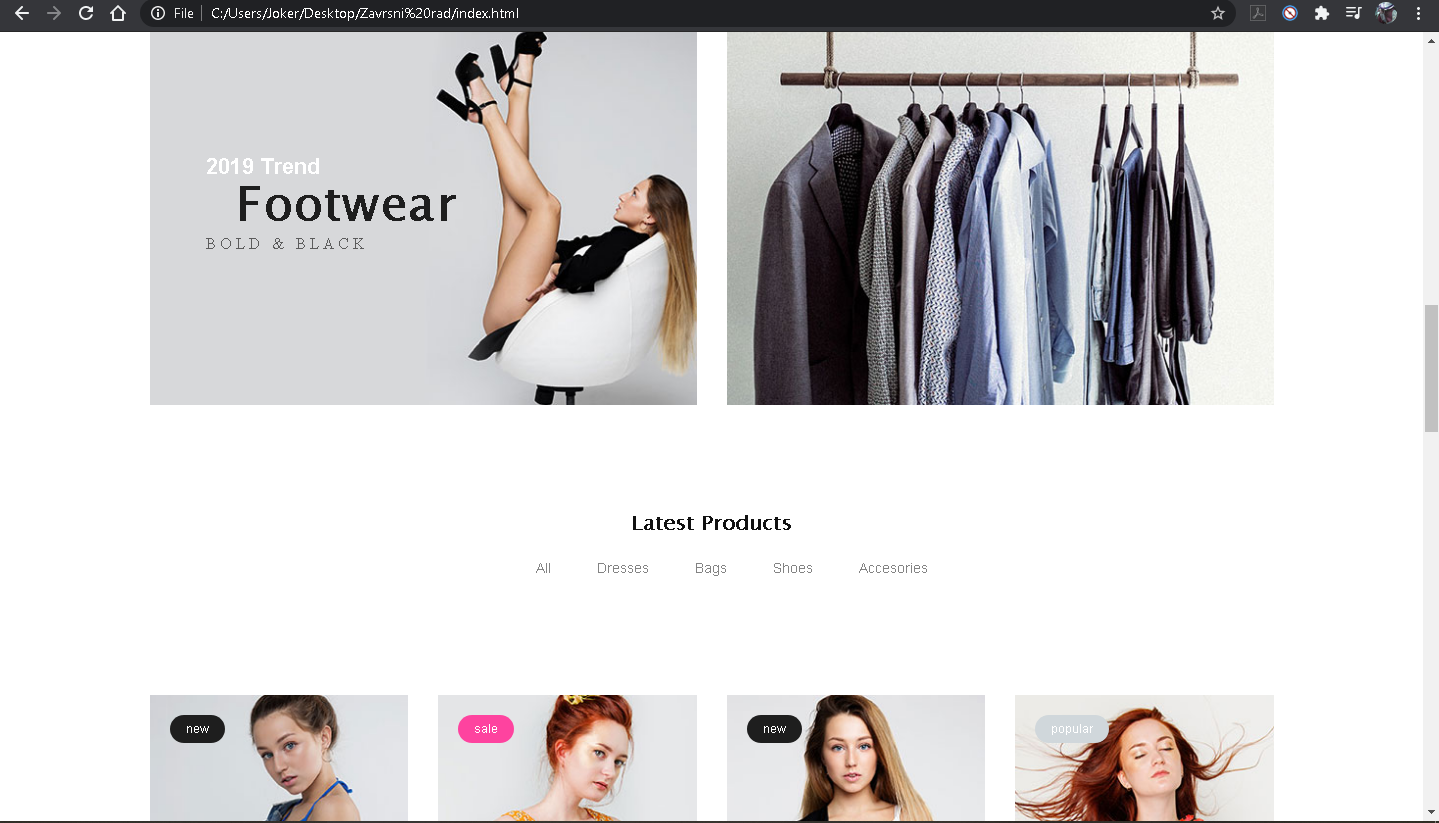 File
C:/Users/Joker/Desktop/Zavrsni%20rad/index.html
2019 Trend
Footwear
BOLD & BLACK
Latest Products
All Dresses Bags Shoes Accesories
new sale new popular